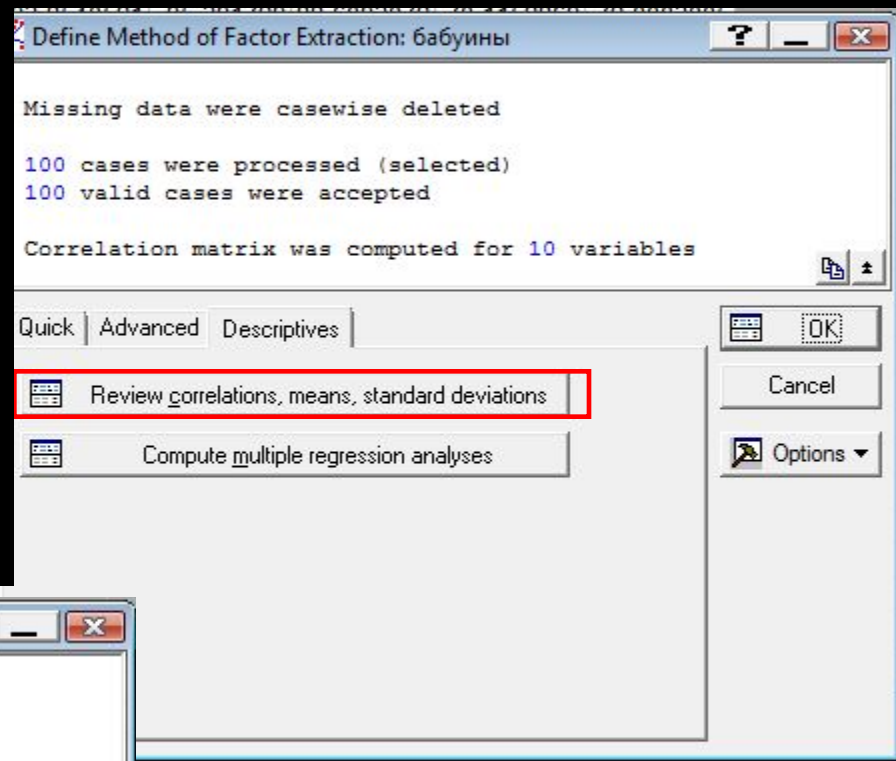 Define Method of Factor Extraction: бабуины
Missing data were casewise deleted
100 cases were processed (selected)
100 valid cases were accepted
Correlation matrix was computed for 10 variables
Quick
Advanced
Descriptives
OK
Review correlations, means, standard deviations
Cancel
Compute multiple regression analyses
Options